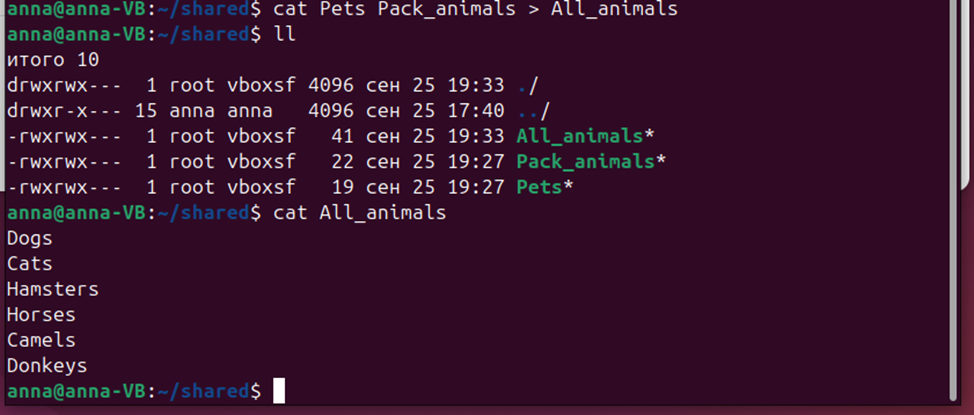 anna@anna-VB:~/shared$ cat Pets Pack_animals > All_animals
anna@anna-VB:~/shared$ ll
итого 10
drwxrwx--- 1 root vboxsf 4096 сен 25 19:33 ./
drwxr-x--- 15 anna anna 4096 сен 25 17:40 ../
-rwxrwx--- 1 root vboxsf 41 сен 25 19:33 All_animals*
-rwxrwx--- 1 root vboxsf 22 сен 25 19:27 Pack_animals*
-rwxrwx--- 1 root vboxsf 19 сен 25 19:27 Pets*
anna@anna-VB:~/shared$ cat All_animals
Dogs
Cats
Hamsters
Horses
Camels
Donkeys
anna@anna-VB:~/shared$